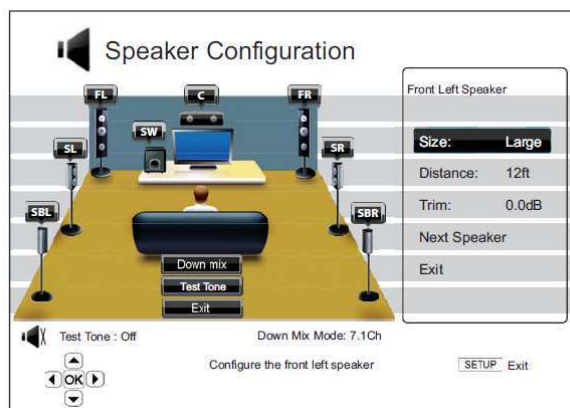 Speaker Configuration
FL
C
FR
SW
SL
SR
SBL
SBR
Down mix
Test Tone
Exit
Front Left Speaker
Size: Large
Distance: 12ft
Trim: 0.0dB
Next Speaker
Exit
Test Tone : Off
Down Mix Mode: 7.1Ch
OK
Configure the front left speaker
SETUP Exit